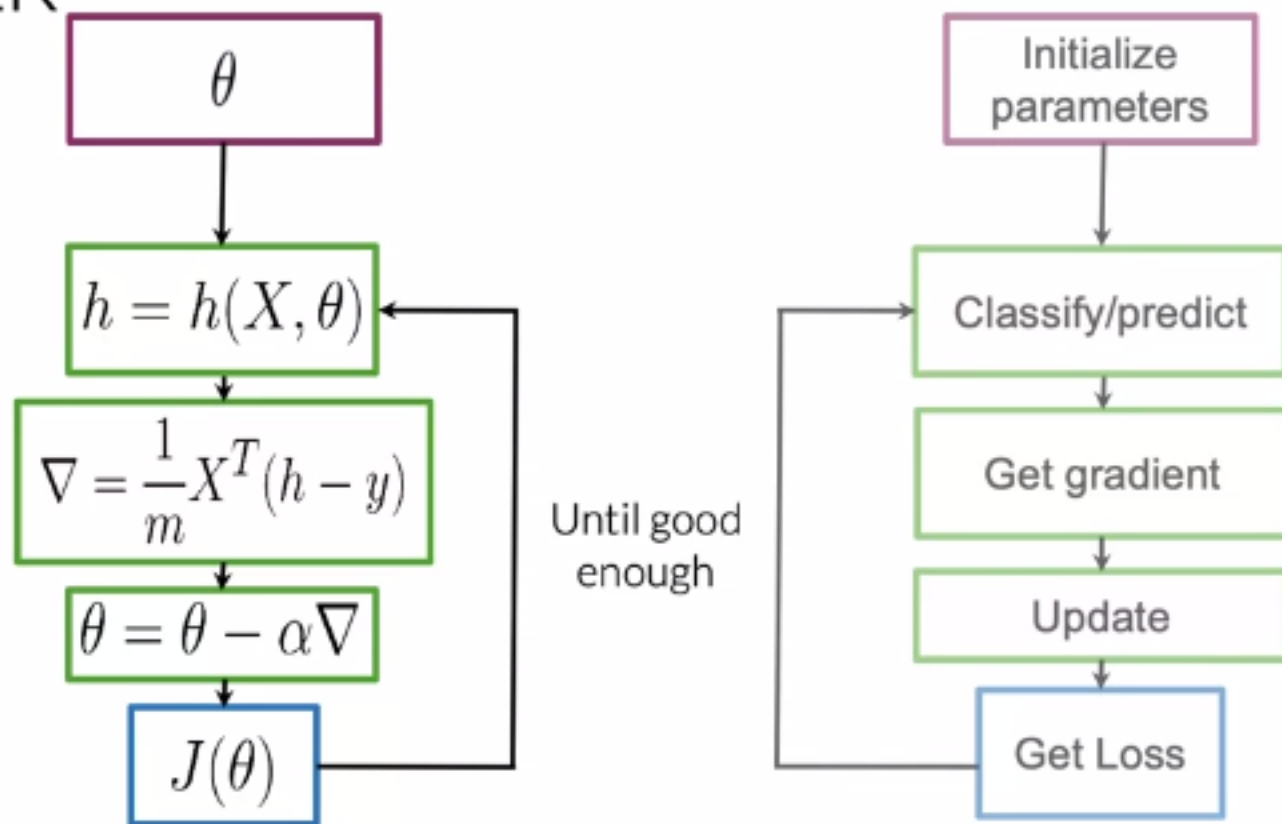 θ
h = h(X, θ)
∇ = 1/m X^T (h − y)
θ = θ − α∇
J(θ)
Until good
enough
Initialize
parameters
Classify/predict
Get gradient
Update
Get Loss